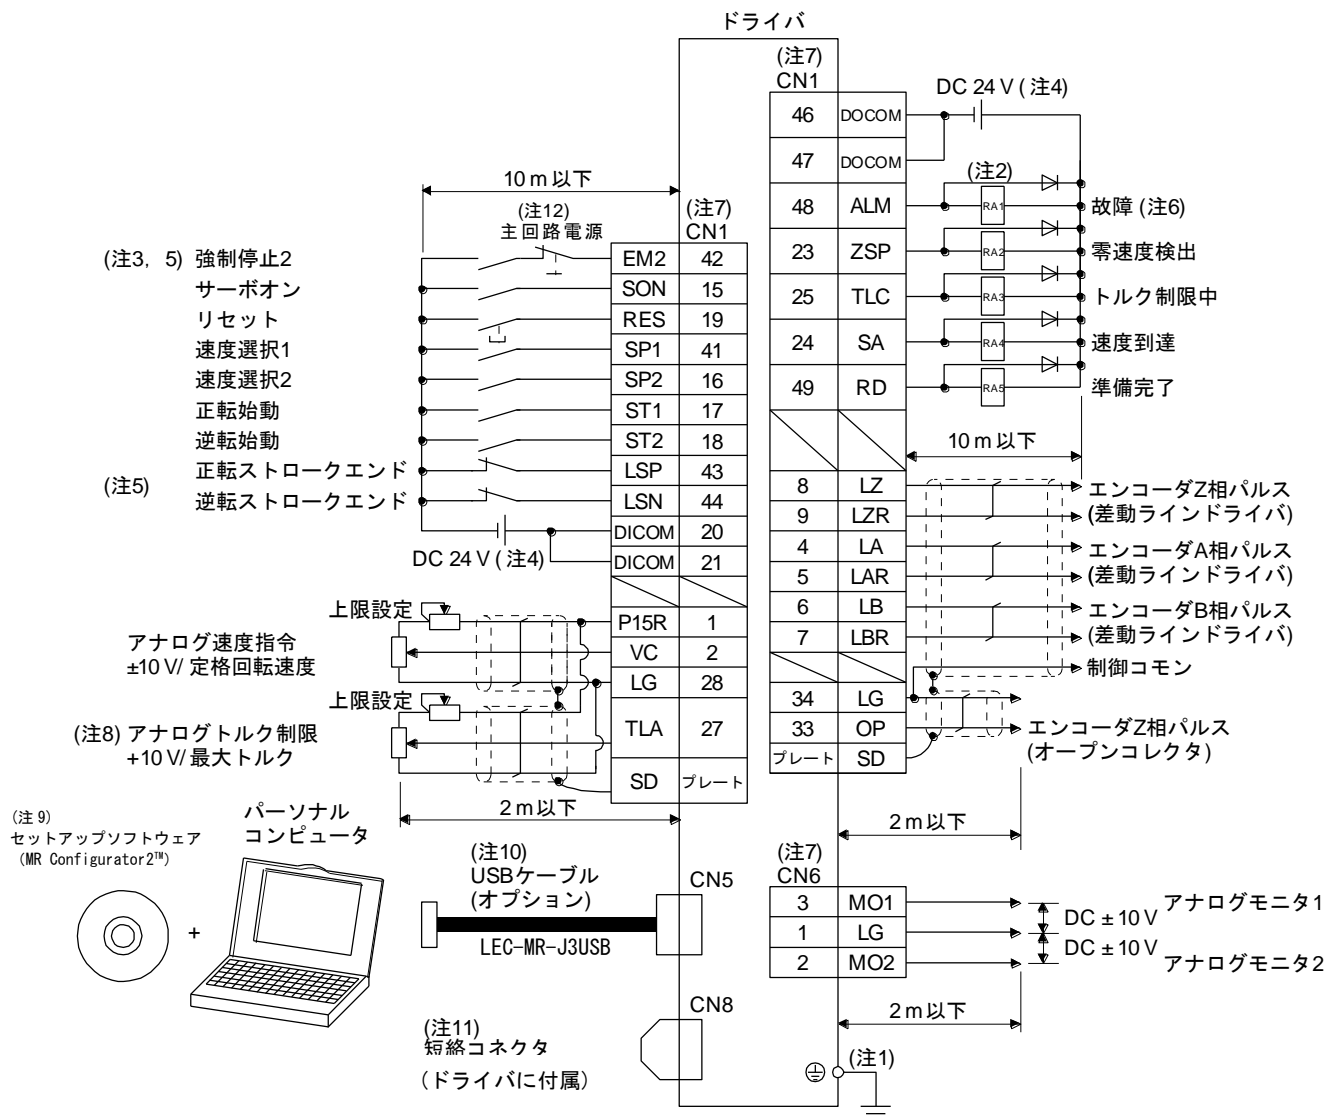 ドライバ
(注7)
CN1
DC 24 V ( 注4)
46 DOCOM
47 DOCOM
(注2)
48 ALM RA1 故障 (注6)
23 ZSP RA2 零速度検出
25 TLC RA3 トルク制限中
24 SA RA4 速度到達
49 RD RA5 準備完了
10 m 以下
8 LZ エンコーダZ相パルス
9 LZR (差動ラインドライバ)
4 LA エンコーダA相パルス
5 LAR (差動ラインドライバ)
6 LB エンコーダB相パルス
7 LBR (差動ラインドライバ)
制御コモン
34 LG
33 OP エンコーダZ相パルス
(オープンコレクタ)
プレート SD
2 m 以下
10 m 以下
(注12)
主回路電源
(注7)
CN1
(注3, 5) 強制停止2 EM2 42
サーボオン SON 15
リセット RES 19
速度選択1 SP1 41
速度選択2 SP2 16
正転始動 ST1 17
逆転始動 ST2 18
正転ストロークエンド LSP 43
(注5)
逆転ストロークエンド LSN 44
DICOM 20
DC 24 V ( 注4) DICOM 21
上限設定 P15R 1
アナログ速度指令
±10 V/ 定格回転速度
VC 2
LG 28
上限設定
(注8) アナログトルク制限
+10 V/ 最大トルク
TLA 27
SD プレート
2 m 以下
(注 9)
セットアップソフトウェア
(MR Configurator2™)
+
パーソナル
コンピュータ
(注10)
USBケーブル
(オプション)
LEC-MR-J3USB
CN5
(注7)
CN6
3 MO1 アナログモニタ1
DC ± 10 V
1 LG
DC ± 10 V
2 MO2 アナログモニタ2
2 m 以下
CN8
(注11)
短絡コネクタ
(ドライバに付属)
(注1)